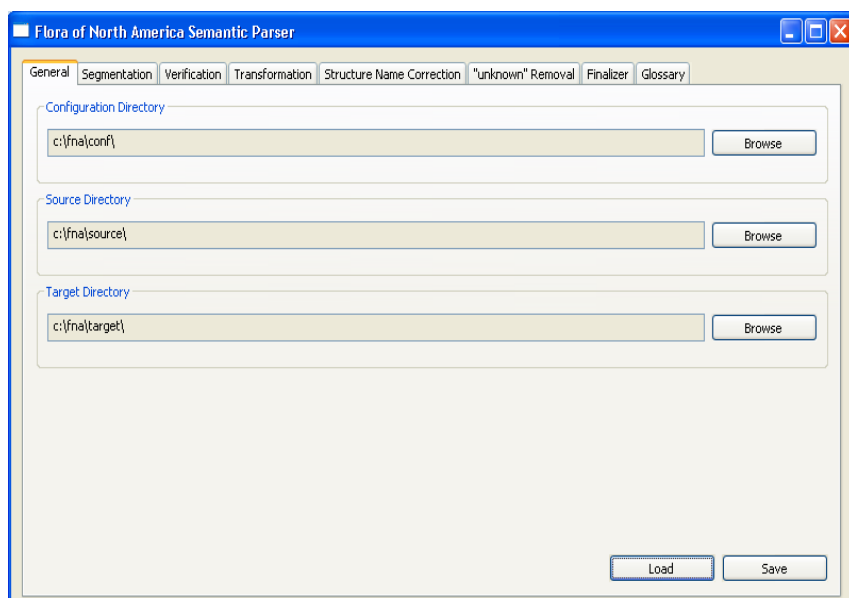 Flora of North America Semantic Parser
General Segmentation Verification Transformation Structure Name Correction "unknown" Removal Finalizer Glossary
Configuration Directory
c:\fna\conf\ Browse
Source Directory
c:\fna\source\ Browse
Target Directory
c:\fna\target\ Browse
Load Save